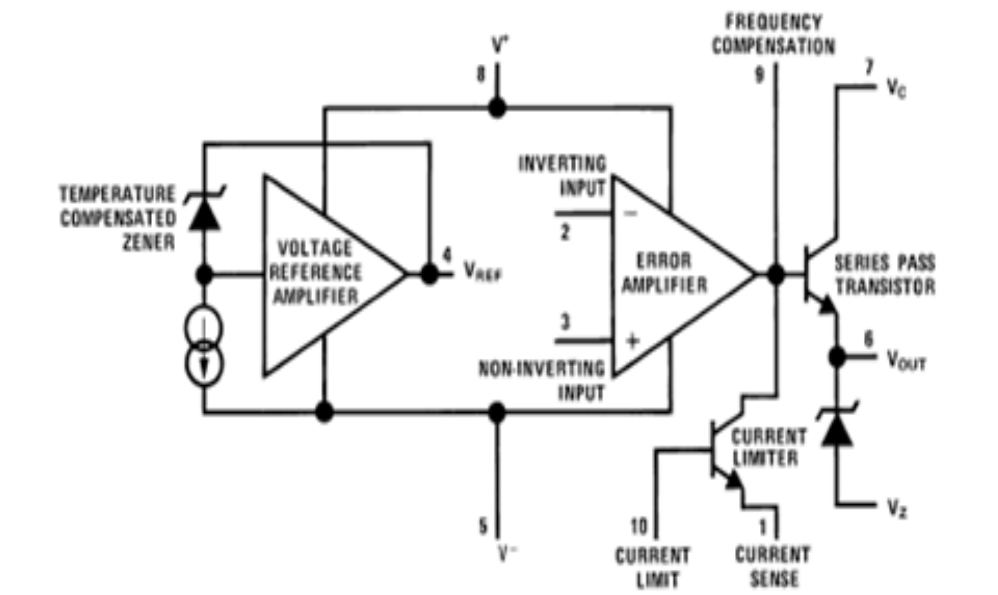 FREQUENCY
COMPENSATION
V+
8
9
7
VC
INVERTING
INPUT
TEMPERATURE
COMPENSATED
ZENER
−
2
VOLTAGE
REFERENCE
AMPLIFIER
4
VREF
ERROR
AMPLIFIER
SERIES PASS
TRANSISTOR
3
+
6
VOUT
NON-INVERTING
INPUT
CURRENT
LIMITER
VZ
5
V−
10
1
CURRENT
LIMIT
CURRENT
SENSE